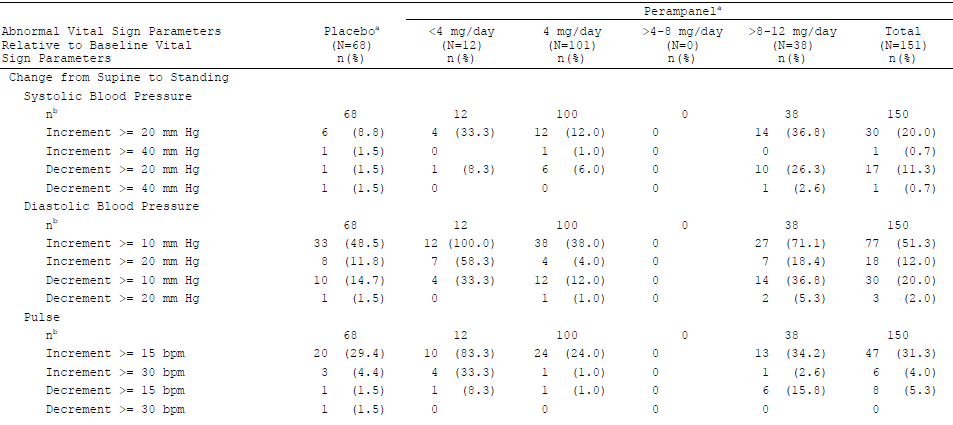 Perampanelᵃ
Abnormal Vital Sign Parameters Placeboᵃ <4 mg/day 4 mg/day >4-8 mg/day >8-12 mg/day Total
Relative to Baseline Vital (N=68) (N=12) (N=101) (N=0) (N=38) (N=151)
Sign Parameters n(%) n(%) n(%) n(%) n(%) n(%)
Change from Supine to Standing
Systolic Blood Pressure
nᵇ 68 12 100 0 38 150
Increment >= 20 mm Hg 6 (8.8) 4 (33.3) 12 (12.0) 0 14 (36.8) 30 (20.0)
Increment >= 40 mm Hg 1 (1.5) 0 1 (1.0) 0 0 1 (0.7)
Decrement >= 20 mm Hg 1 (1.5) 1 (8.3) 6 (6.0) 0 10 (26.3) 17 (11.3)
Decrement >= 40 mm Hg 1 (1.5) 0 0 0 1 (2.6) 1 (0.7)
Diastolic Blood Pressure
nᵇ 68 12 100 0 38 150
Increment >= 10 mm Hg 33 (48.5) 12 (100.0) 38 (38.0) 0 27 (71.1) 77 (51.3)
Increment >= 20 mm Hg 8 (11.8) 7 (58.3) 4 (4.0) 0 7 (18.4) 18 (12.0)
Decrement >= 10 mm Hg 10 (14.7) 4 (33.3) 12 (12.0) 0 14 (36.8) 30 (20.0)
Decrement >= 20 mm Hg 1 (1.5) 0 1 (1.0) 0 2 (5.3) 3 (2.0)
Pulse
nᵇ 68 12 100 0 38 150
Increment >= 15 bpm 20 (29.4) 10 (83.3) 24 (24.0) 0 13 (34.2) 47 (31.3)
Increment >= 30 bpm 3 (4.4) 4 (33.3) 1 (1.0) 0 1 (2.6) 6 (4.0)
Decrement >= 15 bpm 1 (1.5) 1 (8.3) 1 (1.0) 0 6 (15.8) 8 (5.3)
Decrement >= 30 bpm 1 (1.5) 0 0 0 0 0